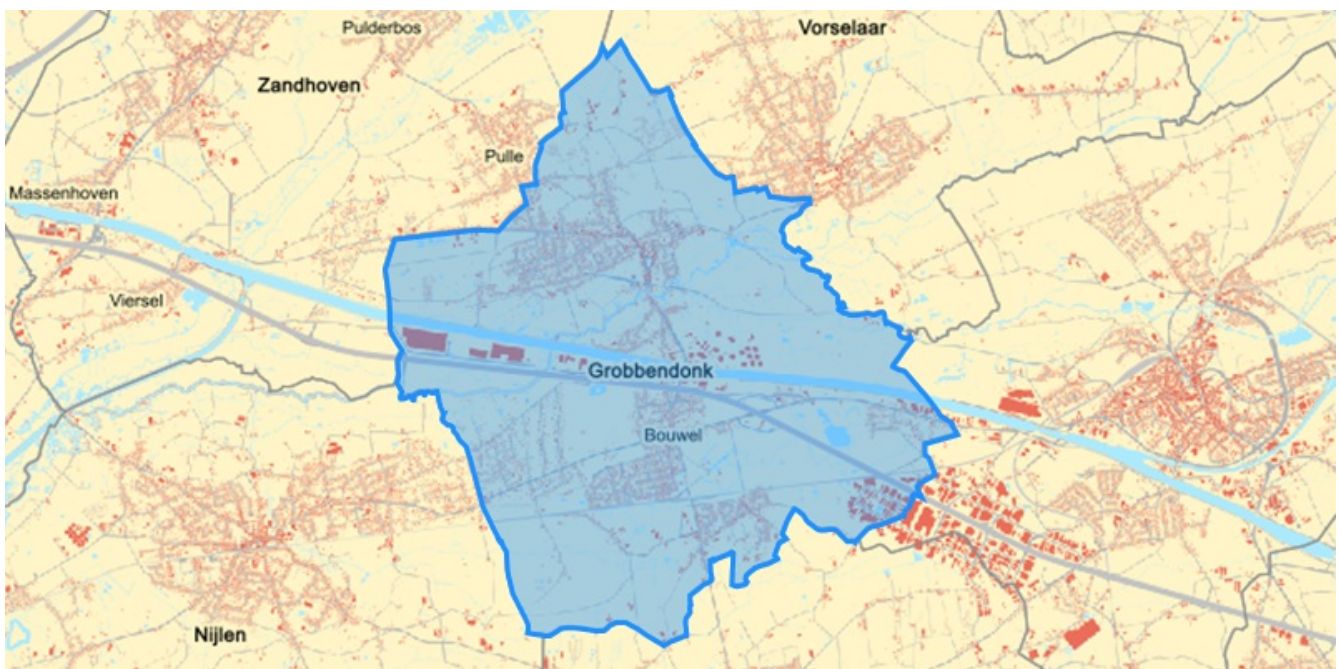 Pulderbos
Vorselaar
Zandhoven
Pulle
Massenhoven
Viersel
Grobbendonk
Bouwel
Nijlen